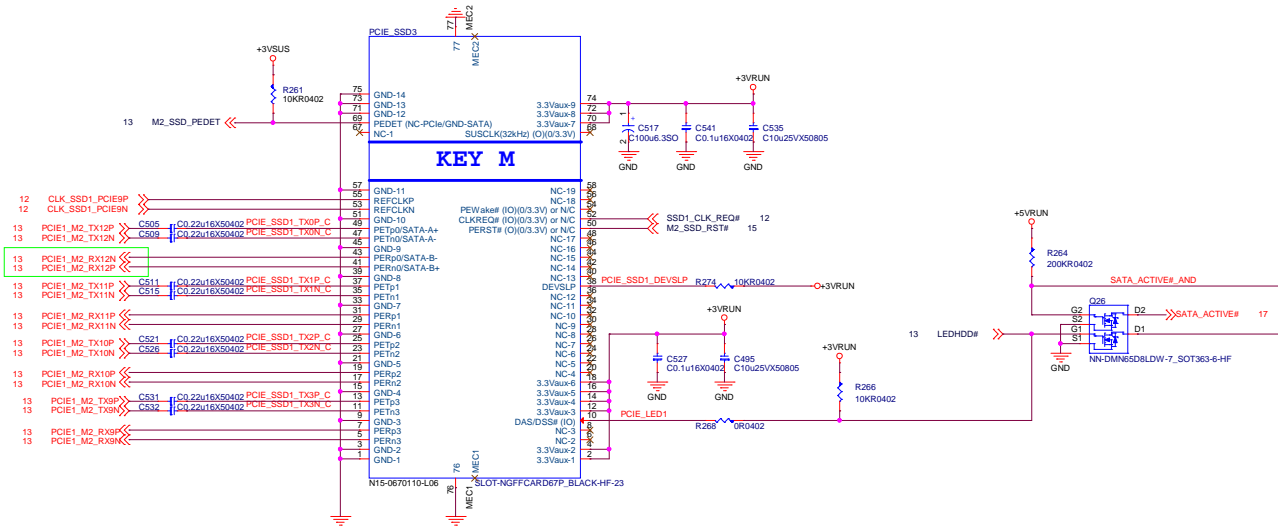 77
MEC2
PCIE_SSD3
77
MEC2
+3VSUS
R261
10KR0402
13 M2_SSD_PEDET
75 GND-14
73 GND-13
71 GND-12
69 PEDET (NC-PCIe/GND-SATA)
67 NC-1
3.3Vaux-9 74
3.3Vaux-8 72
3.3Vaux-7 70
SUSCLK(32kHz) (O)(0/3.3V) 68
+3VRUN
1
+
2
C517
C100u6.3SO
GND
C541
C0.1u16X0402
GND
C535
C10u25VX50805
GND
KEY M
57 GND-11
55 REFCLKP
53 REFCLKN
51 GND-10
49 PETp0/SATA-A+
47 PETn0/SATA-A-
45 GND-9
43 PERp0/SATA-B-
41 PERn0/SATA-B+
39 GND-8
37 PETp1
35 PETn1
33 GND-7
31 PERp1
29 PERn1
27 GND-6
25 PETp2
23 PETn2
21 GND-5
19 PERp2
17 PERn2
15 GND-4
13 PETp3
11 PETn3
9 GND-3
7 PERp3
5 PERn3
3 GND-2
1 GND-1
12 CLK_SSD1_PCIE9P
12 CLK_SSD1_PCIE9N
13 PCIE1_M2_TX12P C505 C0.22u16X50402 PCIE_SSD1_TX0P_C
13 PCIE1_M2_TX12N C509 C0.22u16X50402 PCIE_SSD1_TX0N_C
13 PCIE1_M2_RX12N
13 PCIE1_M2_RX12P
13 PCIE1_M2_TX11P C511 C0.22u16X50402 PCIE_SSD1_TX1P_C
13 PCIE1_M2_TX11N C515 C0.22u16X50402 PCIE_SSD1_TX1N_C
13 PCIE1_M2_RX11P
13 PCIE1_M2_RX11N
13 PCIE1_M2_TX10P C521 C0.22u16X50402 PCIE_SSD1_TX2P_C
13 PCIE1_M2_TX10N C526 C0.22u16X50402 PCIE_SSD1_TX2N_C
13 PCIE1_M2_RX10P
13 PCIE1_M2_RX10N
13 PCIE1_M2_TX9P C531 C0.22u16X50402 PCIE_SSD1_TX3P_C
13 PCIE1_M2_TX9N C532 C0.22u16X50402 PCIE_SSD1_TX3N_C
13 PCIE1_M2_RX9P
13 PCIE1_M2_RX9N
NC-19 58
NC-18 56
PEWake# (IO)(0/3.3V) or N/C 54
CLKREQ# (IO)(0/3.3V) or N/C 52
PERST# (O)(0/3.3V) or N/C 50
NC-17 48
NC-16 46
NC-15 44
NC-14 42
NC-13 40
DEVSLP 38
NC-12 36
NC-11 34
NC-10 32
NC-9 30
NC-8 28
NC-7 26
NC-6 24
NC-5 22
NC-4 20
3.3Vaux-6 18
3.3Vaux-5 16
3.3Vaux-4 14
3.3Vaux-3 12
DAS/DSS# (IO) 10
NC-3 8
NC-2 6
3.3Vaux-2 4
3.3Vaux-1 2
SSD1_CLK_REQ# 12
M2_SSD_RST# 15
PCIE_SSD1_DEVSLP R274 10KR0402 +3VRUN
+3VRUN
C527
C0.1u16X0402
GND
C495
C10u25VX50805
GND
+3VRUN
R266
10KR0402
PCIE_LED1
R268 0R0402
13 LEDHDD#
+5VRUN
R264
200KR0402
SATA_ACTIVE#_AND
Q26
G2
S2
G1
S1
D2
D1
SATA_ACTIVE# 17
GND
NN-DMN65D8LDW-7_SOT363-6-HF
76
MEC1
N15-0670110-L06
SLOT-NGFFCARD67P_BLACK-HF-23
76
MEC1